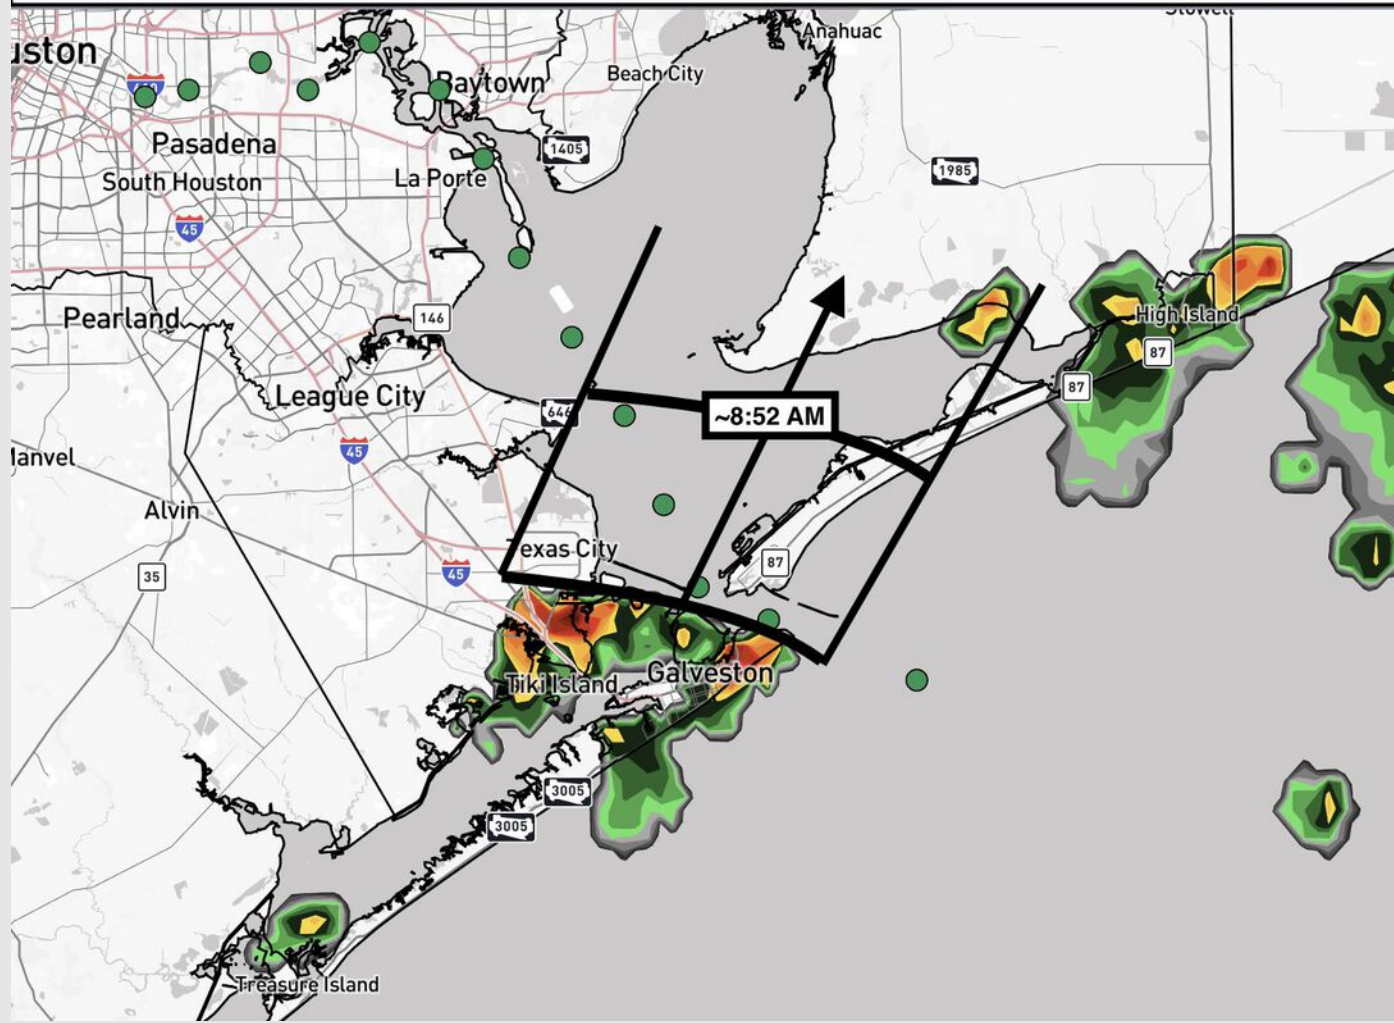 Stowell
Anahuac
uston
Beach City
Baytown
Pasadena
1405
South Houston
La Porte
1985
45
Pearland
146
High Island
87
87
League City
646
~8:52 AM
45
Manvel
Alvin
Texas City
35
45
87
Galveston
Tiki Island
3005
3005
Treasure Island